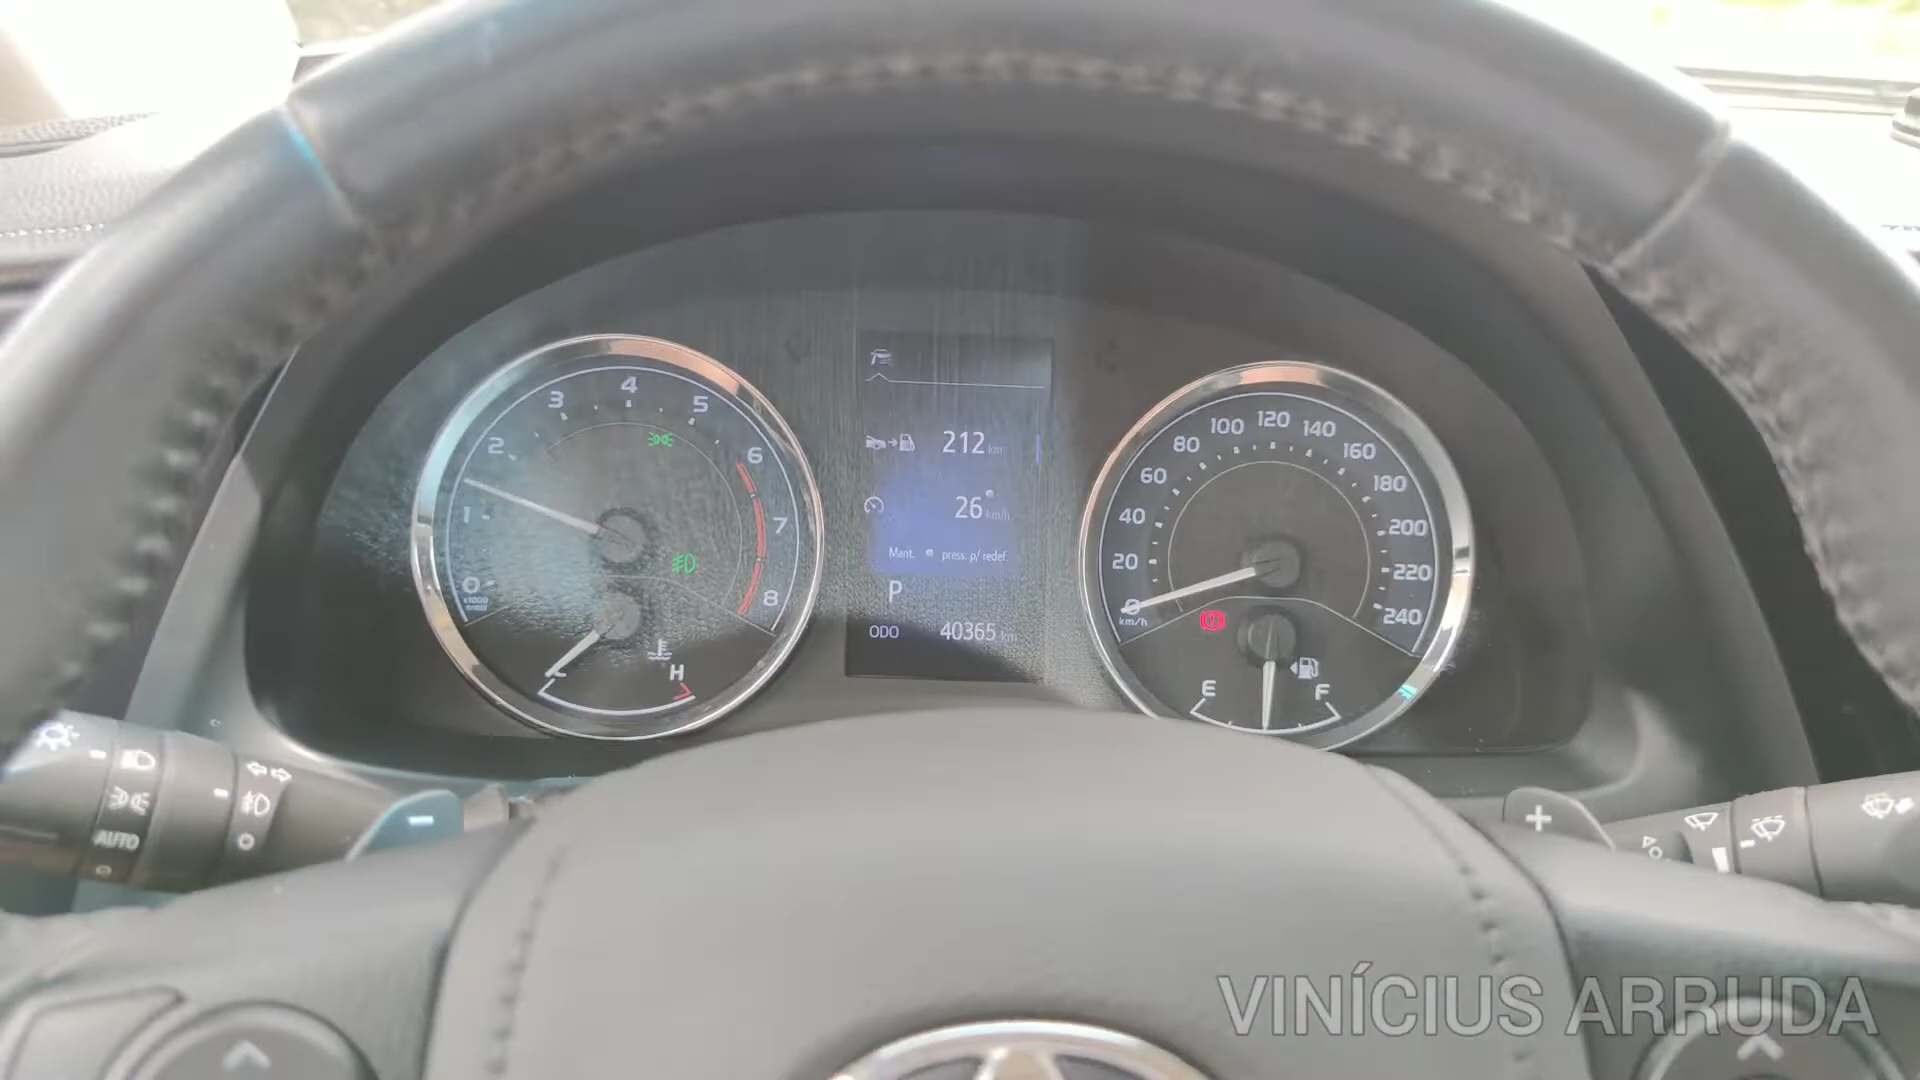 4
3
5
2
6
1
7
0
8
x1000
r/min
H
212 km
26 km/h
Mant. press. p/ redef.
P
ODO 40365 km
120
100
140
80
160
60
180
40
200
20
220
0
240
km/h
E
F
AUTO
-
+
VINÍCIUS ARRUDA